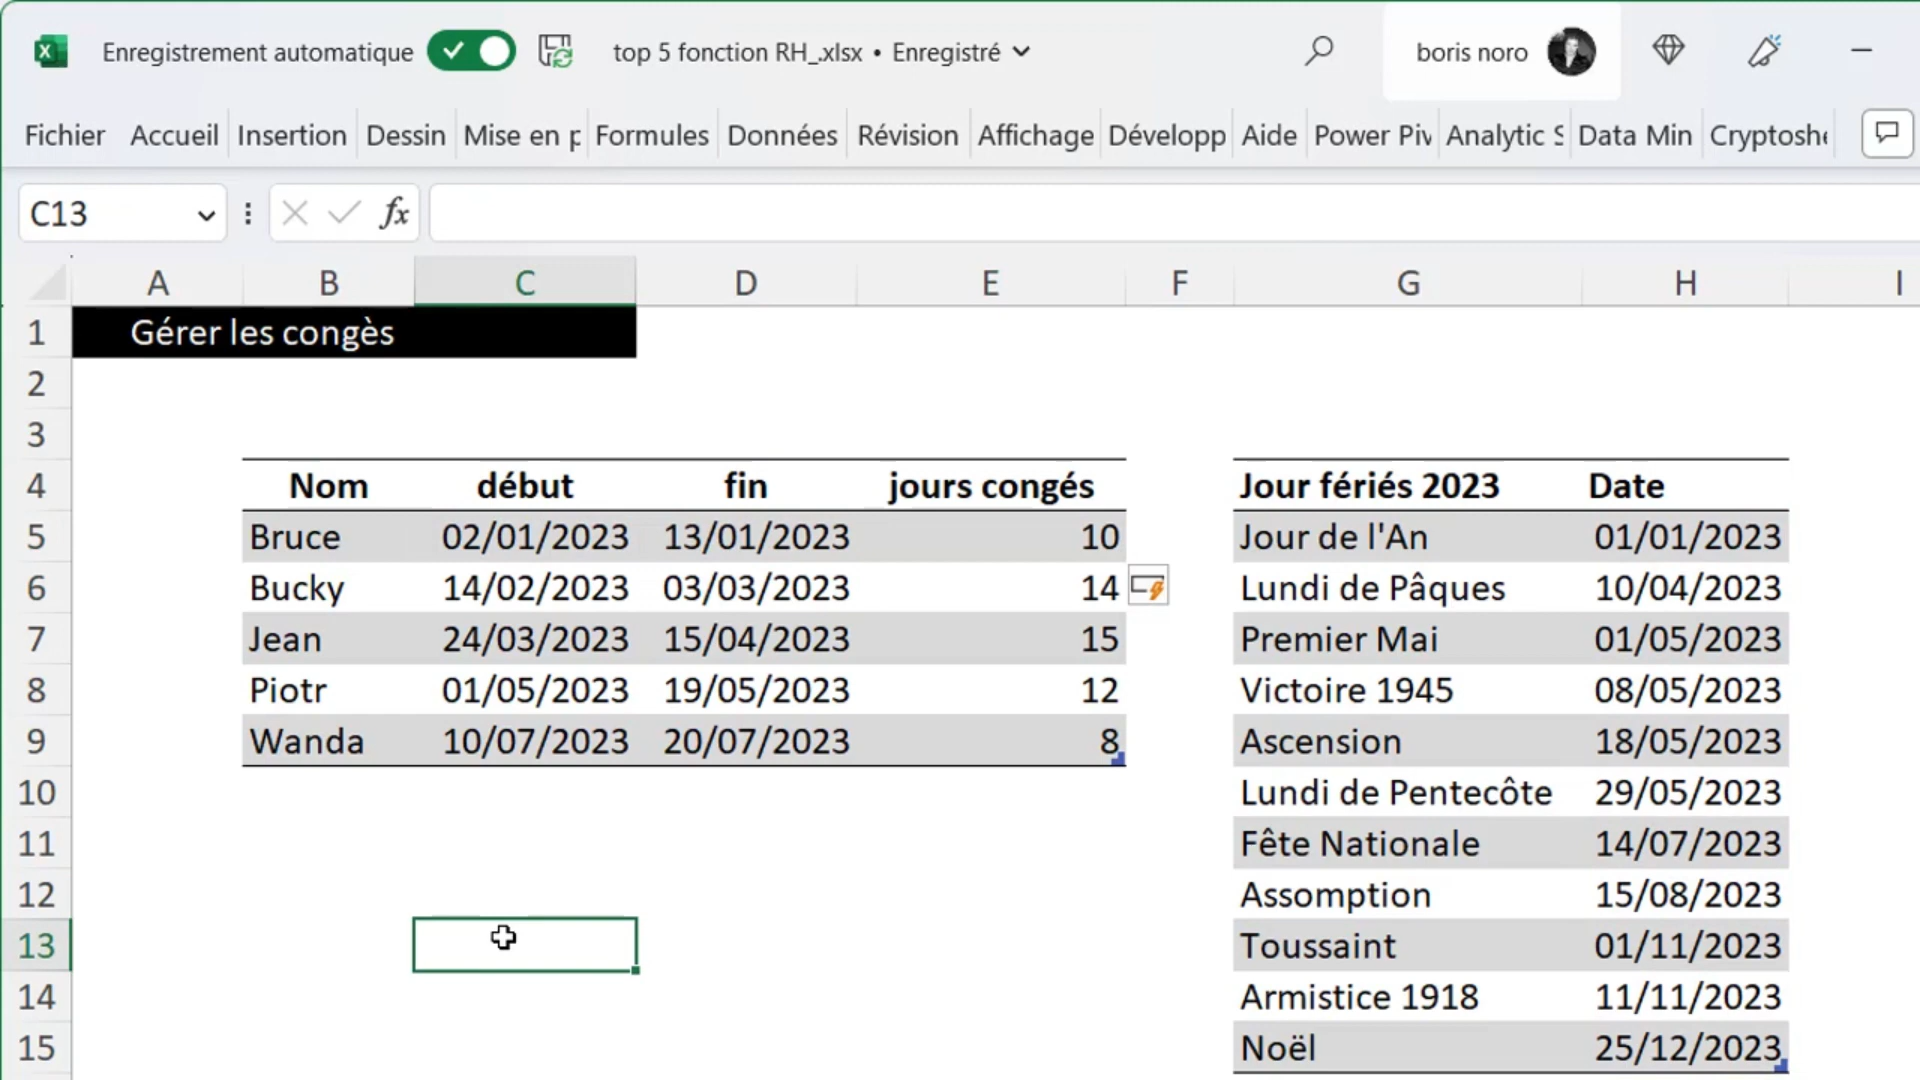 Enregistrement automatique top 5 fonction RH_.xlsx • Enregistré boris noro
Fichier Accueil Insertion Dessin Mise en p Formules Données Révision Affichage Développ Aide Power Piv Analytic S Data Min Cryptoshe
C13 fx
A B C D E F G H I
1 Gérer les congès
2
3
4 Nom début fin jours congés Jour fériés 2023 Date
5 Bruce 02/01/2023 13/01/2023 10 Jour de l'An 01/01/2023
6 Bucky 14/02/2023 03/03/2023 14 Lundi de Pâques 10/04/2023
7 Jean 24/03/2023 15/04/2023 15 Premier Mai 01/05/2023
8 Piotr 01/05/2023 19/05/2023 12 Victoire 1945 08/05/2023
9 Wanda 10/07/2023 20/07/2023 8 Ascension 18/05/2023
10 Lundi de Pentecôte 29/05/2023
11 Fête Nationale 14/07/2023
12 Assomption 15/08/2023
13 Toussaint 01/11/2023
14 Armistice 1918 11/11/2023
15 Noël 25/12/2023